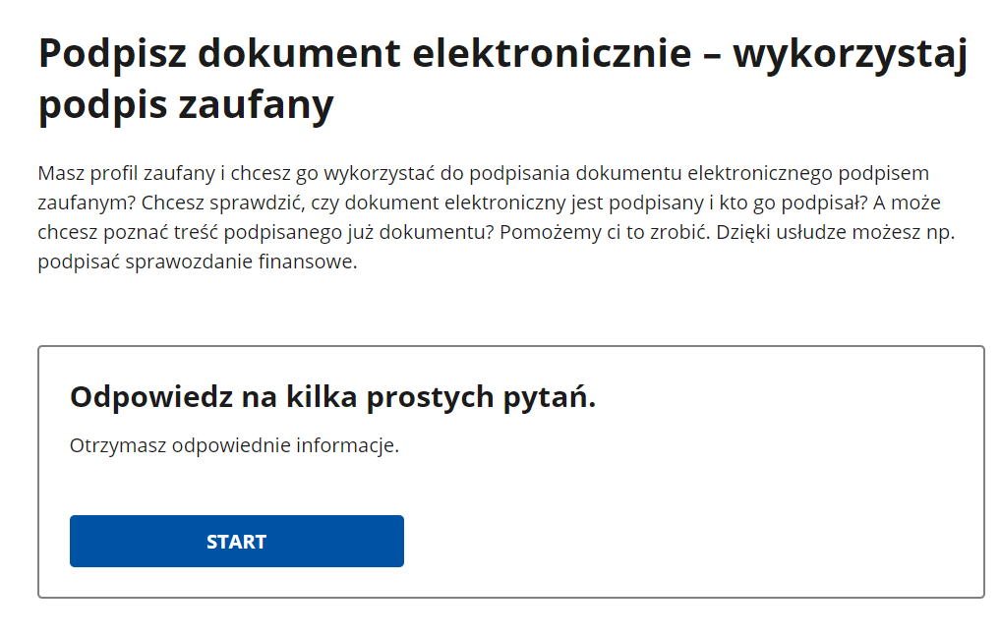 Podpisz dokument elektronicznie – wykorzystaj
podpis zaufany
Masz profil zaufany i chcesz go wykorzystać do podpisania dokumentu elektronicznego podpisem
zaufanym? Chcesz sprawdzić, czy dokument elektroniczny jest podpisany i kto go podpisał? A może
chcesz poznać treść podpisanego już dokumentu? Pomożemy ci to zrobić. Dzięki usłudze możesz np.
podpisać sprawozdanie finansowe.
Odpowiedz na kilka prostych pytań.
Otrzymasz odpowiednie informacje.
START